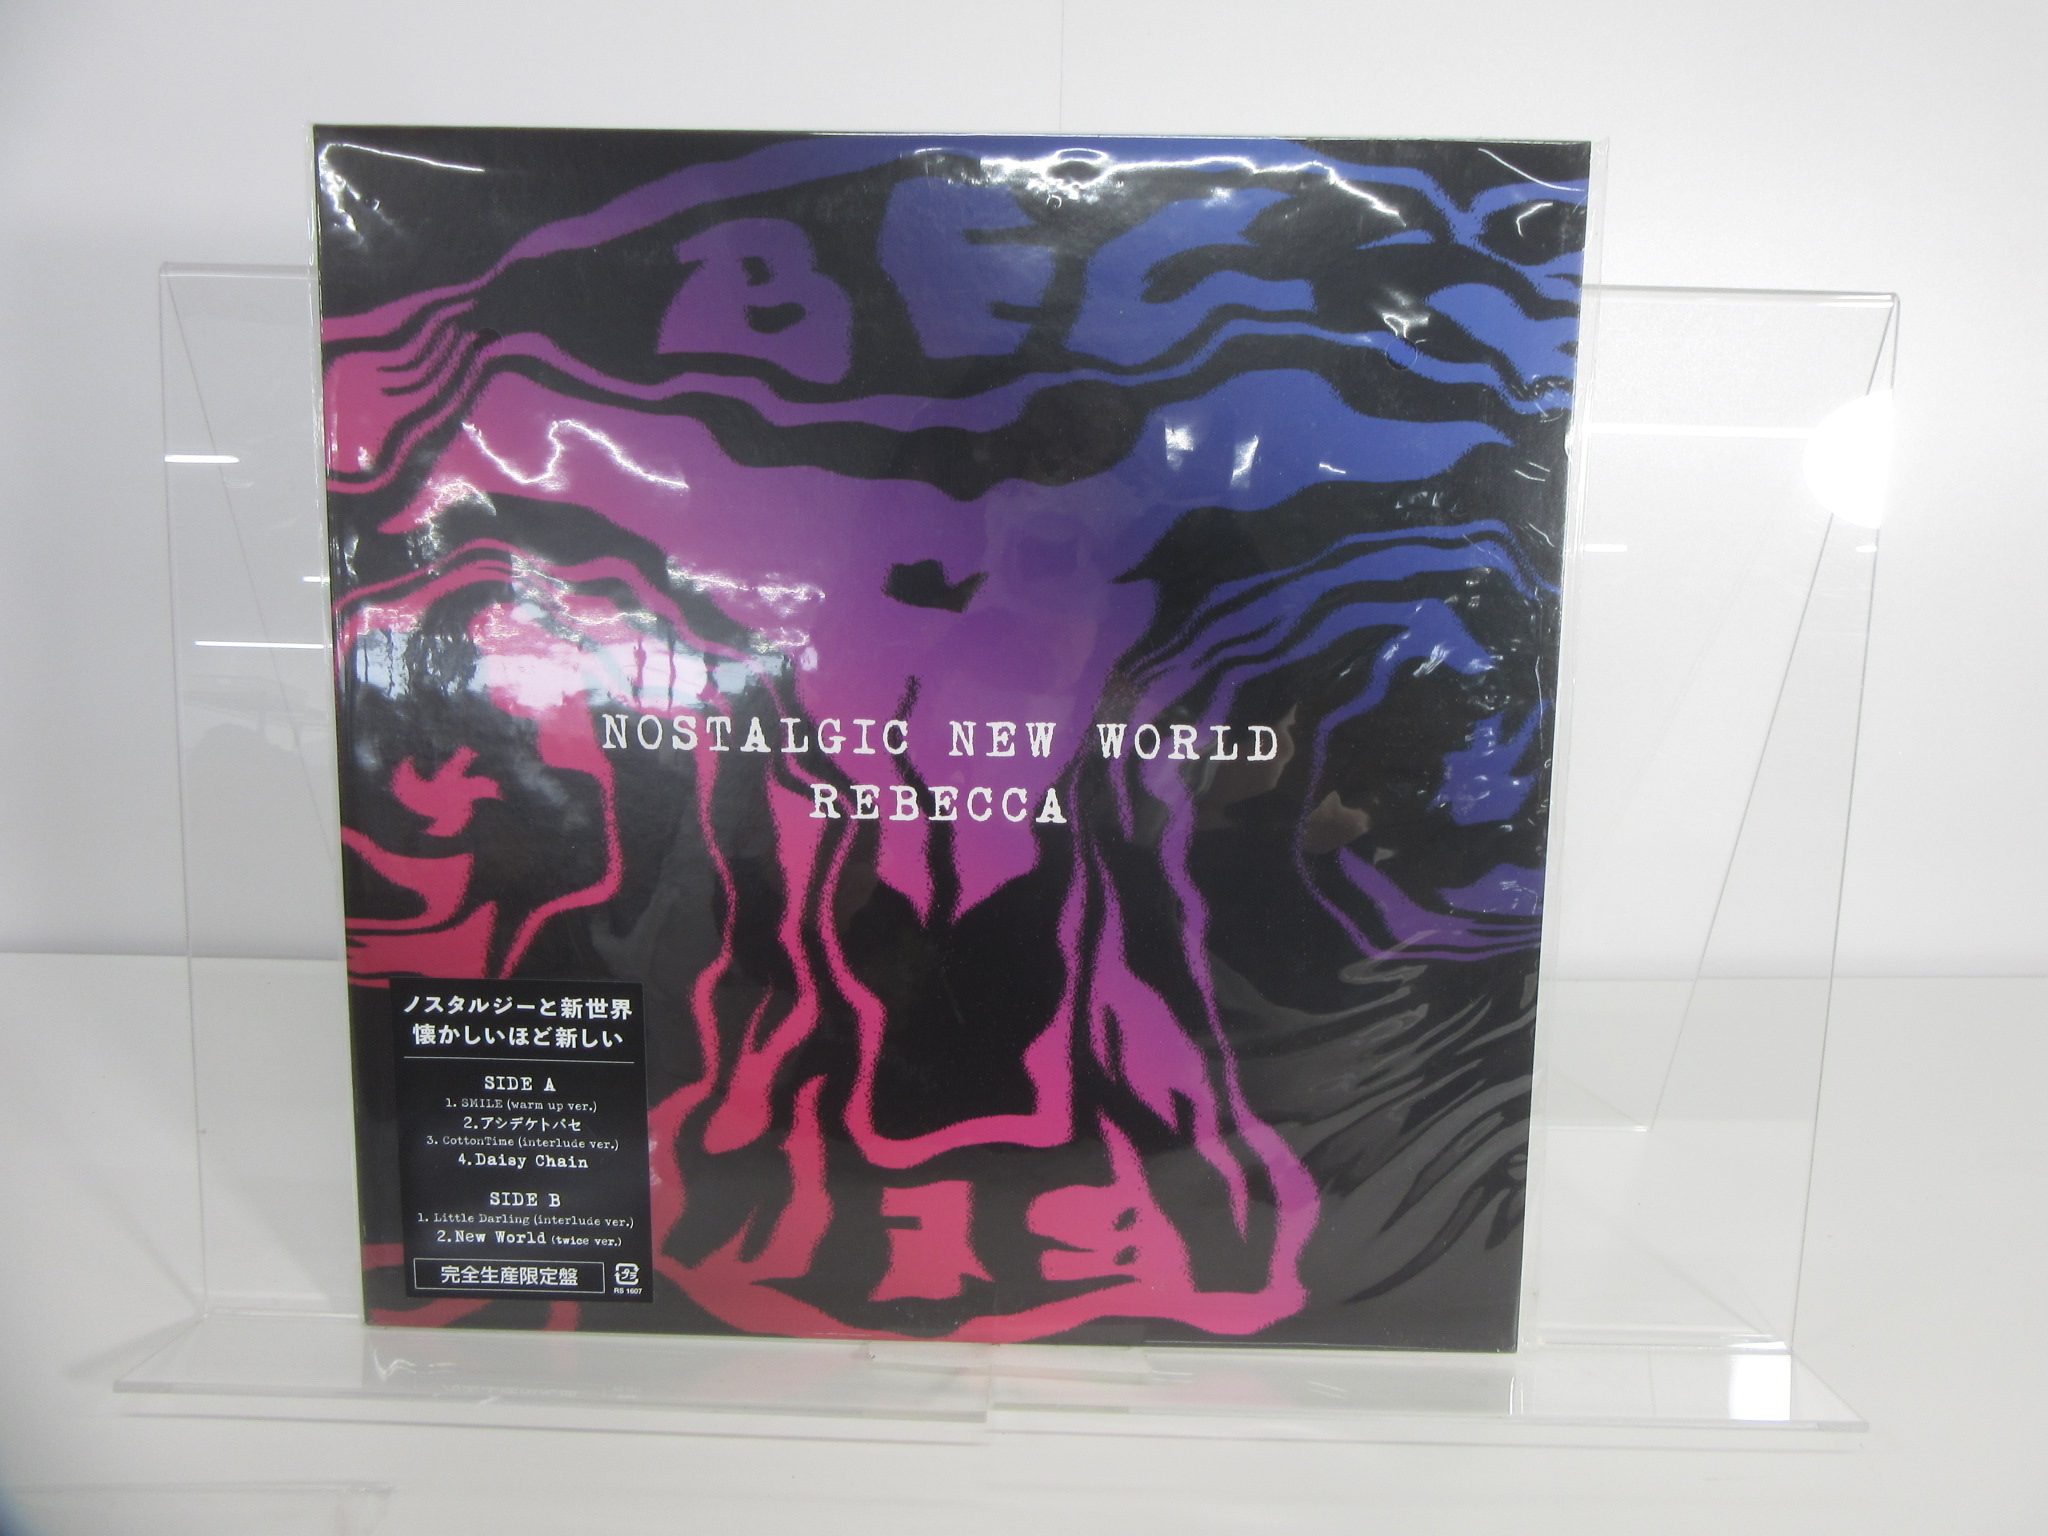 BEC
NOSTALGIC NEW WORLD
REBECCA
ノスタルジーと新世界
懐かしいほど新しい
SIDE A
1. SMILE (warm up ver.)
2.アシデケトバセ
3. CottonTime (interlude ver.)
4.Daisy Chain
SIDE B
1. Little Darling (interlude ver.)
2.New World (twice ver.)
完全生産限定盤
プラ
RS 1607